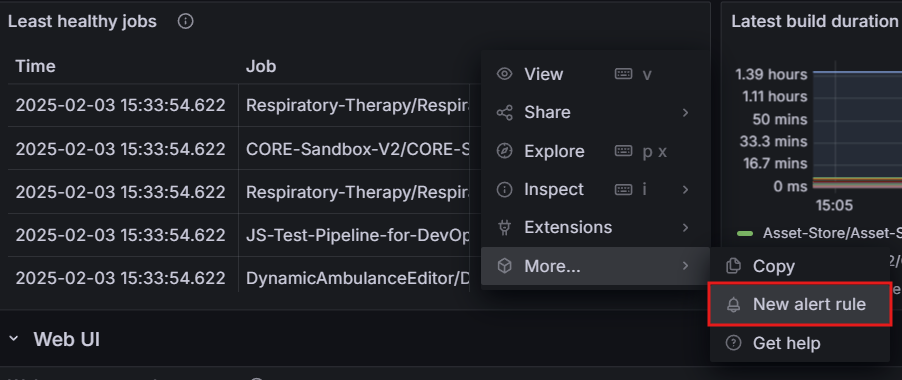 Least healthy jobs
Time Job
2025-02-03 15:33:54.622 Respiratory-Therapy/Respir
2025-02-03 15:33:54.622 CORE-Sandbox-V2/CORE-S
2025-02-03 15:33:54.622 Respiratory-Therapy/Respir
2025-02-03 15:33:54.622 JS-Test-Pipeline-for-DevOp
2025-02-03 15:33:54.622 DynamicAmbulanceEditor/D
View v
Share
Explore p x
Inspect i
Extensions
More...
Copy
New alert rule
Get help
Latest build duration
1.39 hours
1.11 hours
50 mins
33.3 mins
16.7 mins
0 ms
15:05
Asset-Store/Asset-S
Web UI